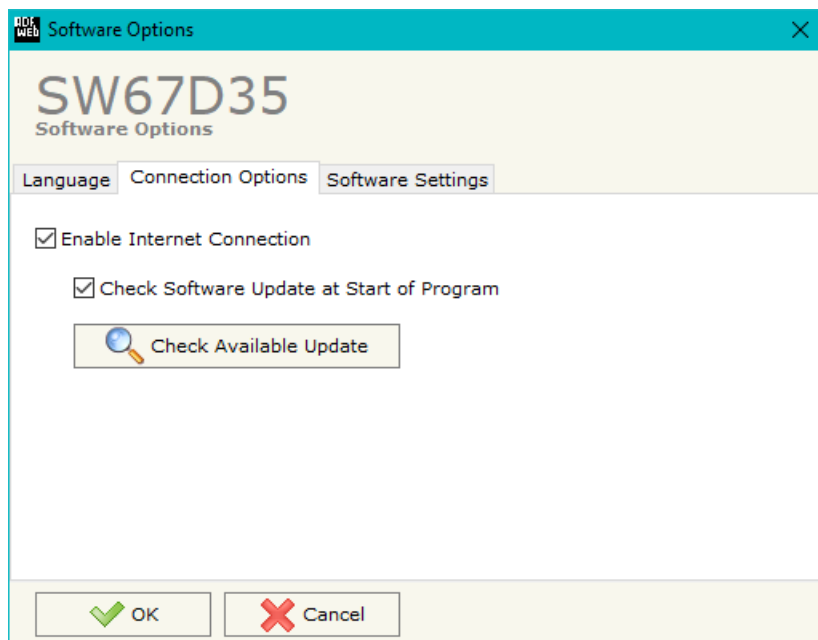 ADF
WEB Software Options
SW67D35
Software Options
Language Connection Options Software Settings
Enable Internet Connection
Check Software Update at Start of Program
Check Available Update
OK Cancel